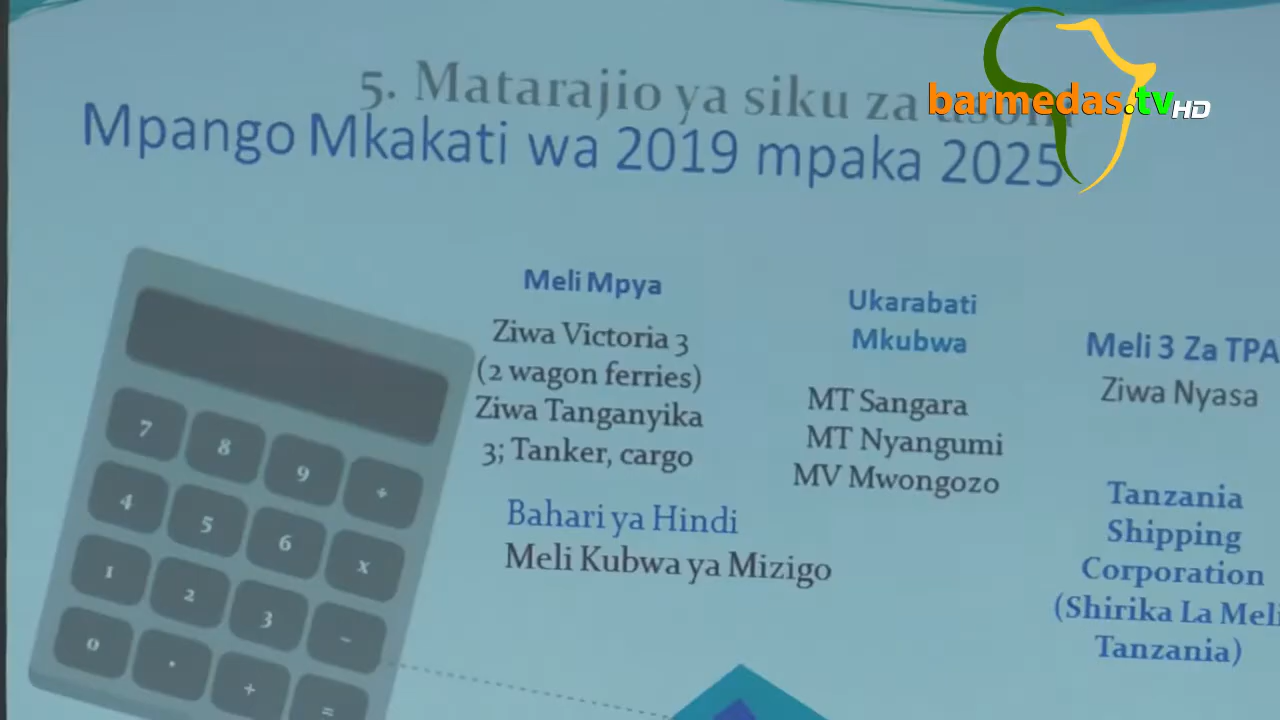 5. Matarajio ya siku za
Mpango Mkakati wa 2019 mpaka 2025
barmedas.tv HD
Meli Mpya
Ziwa Victoria 3
(2 wagon ferries)
Ziwa Tanganyika
3; Tanker, cargo
Bahari ya Hindi
Meli Kubwa ya Mizigo
Ukarabati
Mkubwa
MT Sangara
MT Nyangumi
MV Mwongozo
Meli 3 Za TPA
Ziwa Nyasa
Tanzania
Shipping
Corporation
(Shirika La Meli
Tanzania)
7 8 9 +
4 5 6 x
1 2 3 -
0 . + =